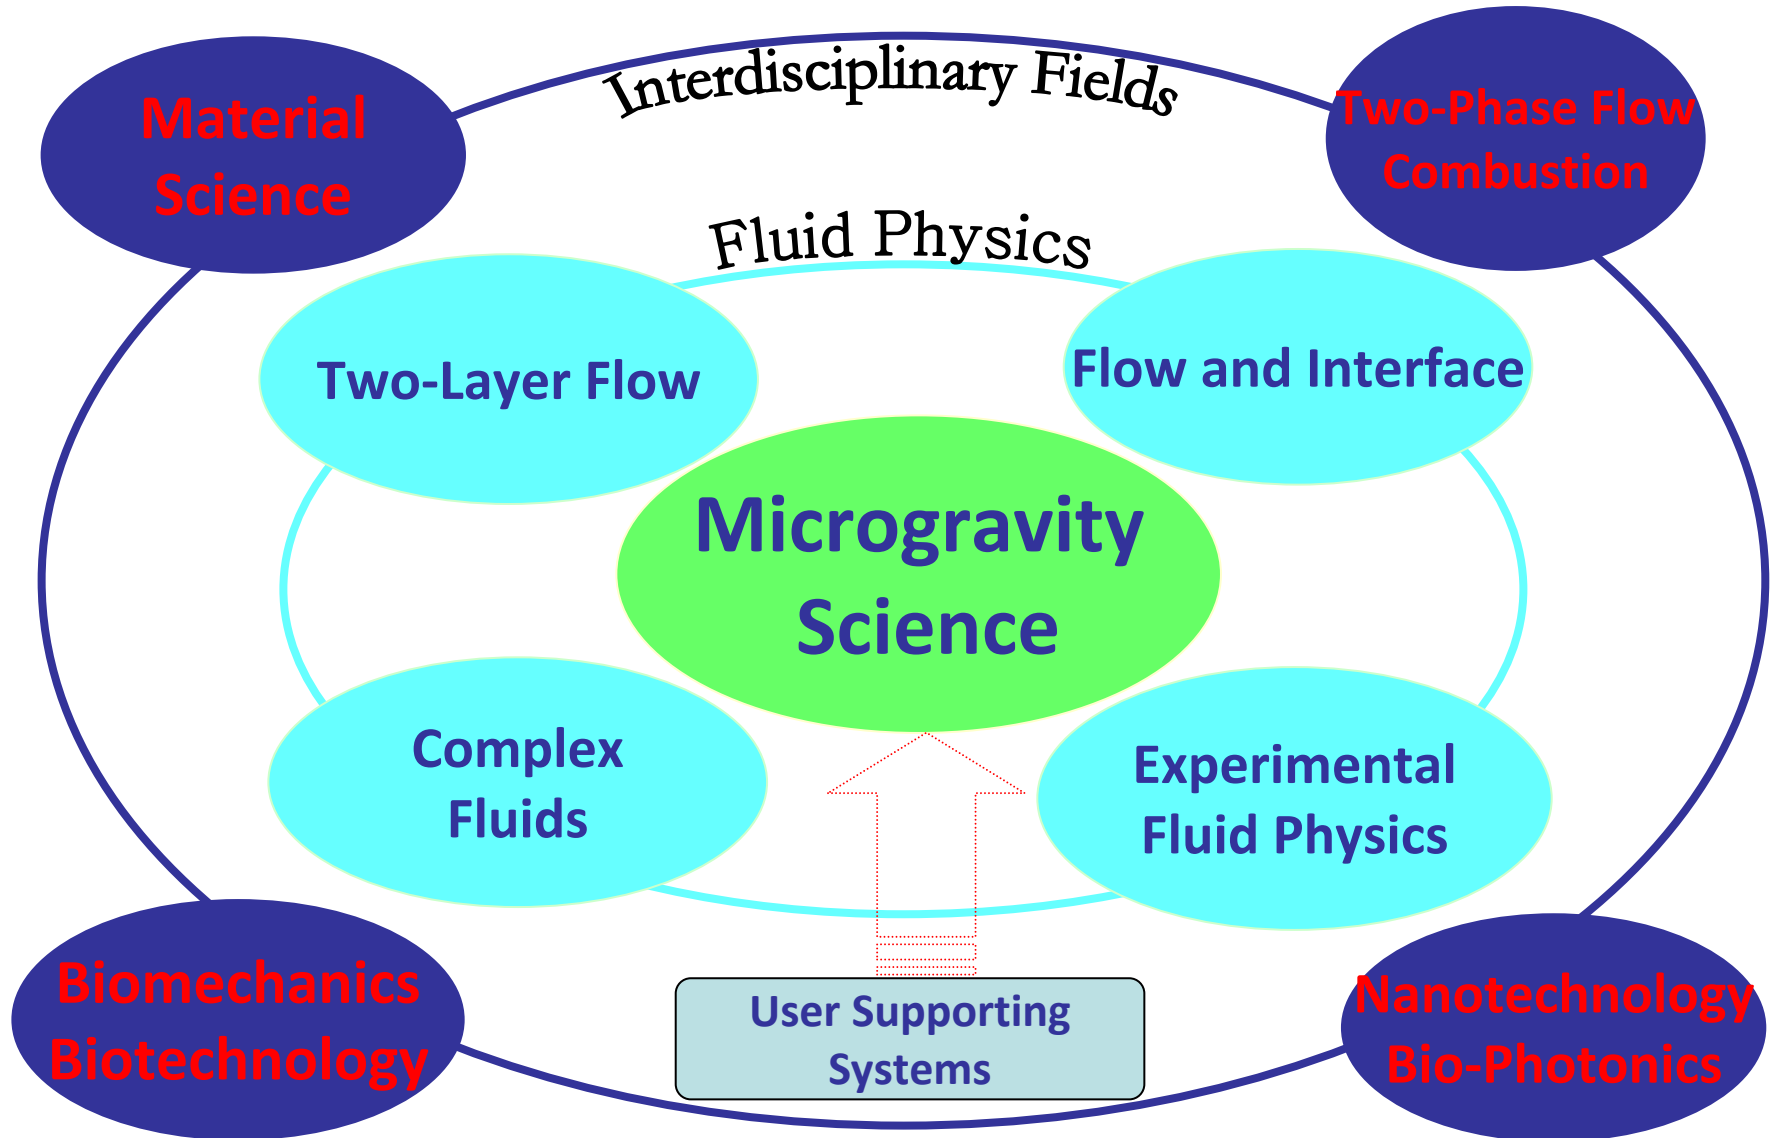 Interdisciplinary Fields
Material
Science
Two-Phase Flow
Combustion
Fluid Physics
Two-Layer Flow
Flow and Interface
Microgravity
Science
Complex
Fluids
Experimental
Fluid Physics
Biomechanics
Biotechnology
User Supporting
Systems
Nanotechnology
Bio-Photonics